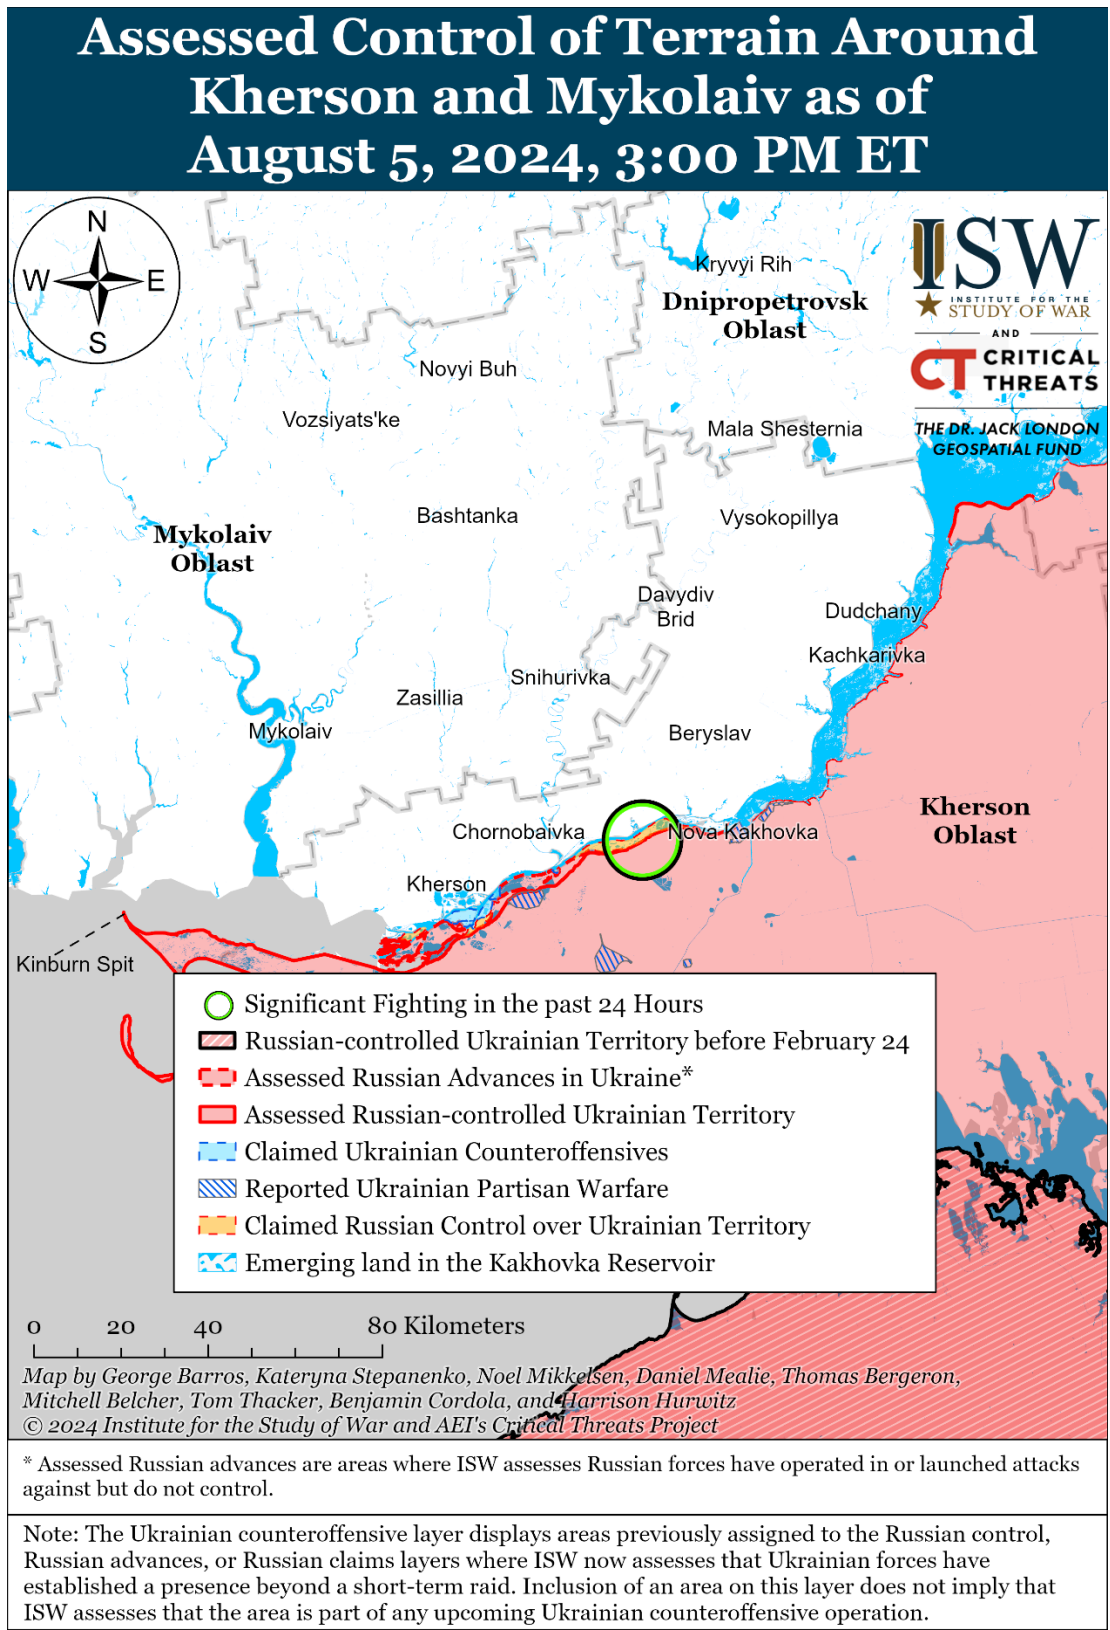 Assessed Control of Terrain Around
Kherson and Mykolaiv as of
August 5, 2024, 3:00 PM ET
N
W E
S
ISW
INSTITUTE FOR THE
STUDY OF WAR
AND
CT CRITICAL
THREATS
THE DR. JACK LONDON
GEOSPATIAL FUND
Kryvyi Rih
Dnipropetrovsk
Oblast
Novyi Buh
Vozsiyats'ke
Mala Shesternia
Bashtanka
Vysokopillya
Mykolaiv
Oblast
Davydiv
Brid
Dudchany
Kachkarivka
Snihurivka
Zasillia
Mykolaiv
Beryslav
Kherson
Oblast
Chornobaivka
Nova Kakhovka
Kherson
Kinburn Spit
Significant Fighting in the past 24 Hours
Russian-controlled Ukrainian Territory before February 24
Assessed Russian Advances in Ukraine*
Assessed Russian-controlled Ukrainian Territory
Claimed Ukrainian Counteroffensives
Reported Ukrainian Partisan Warfare
Claimed Russian Control over Ukrainian Territory
Emerging land in the Kakhovka Reservoir
0 20 40 80 Kilometers
Map by George Barros, Kateryna Stepanenko, Noel Mikkelsen, Daniel Mealie, Thomas Bergeron,
Mitchell Belcher, Tom Thacker, Benjamin Cordola, and Harrison Hurwitz
© 2024 Institute for the Study of War and AEI's Critical Threats Project
* Assessed Russian advances are areas where ISW assesses Russian forces have operated in or launched attacks
against but do not control.
Note: The Ukrainian counteroffensive layer displays areas previously assigned to the Russian control,
Russian advances, or Russian claims layers where ISW now assesses that Ukrainian forces have
established a presence beyond a short-term raid. Inclusion of an area on this layer does not imply that
ISW assesses that the area is part of any upcoming Ukrainian counteroffensive operation.